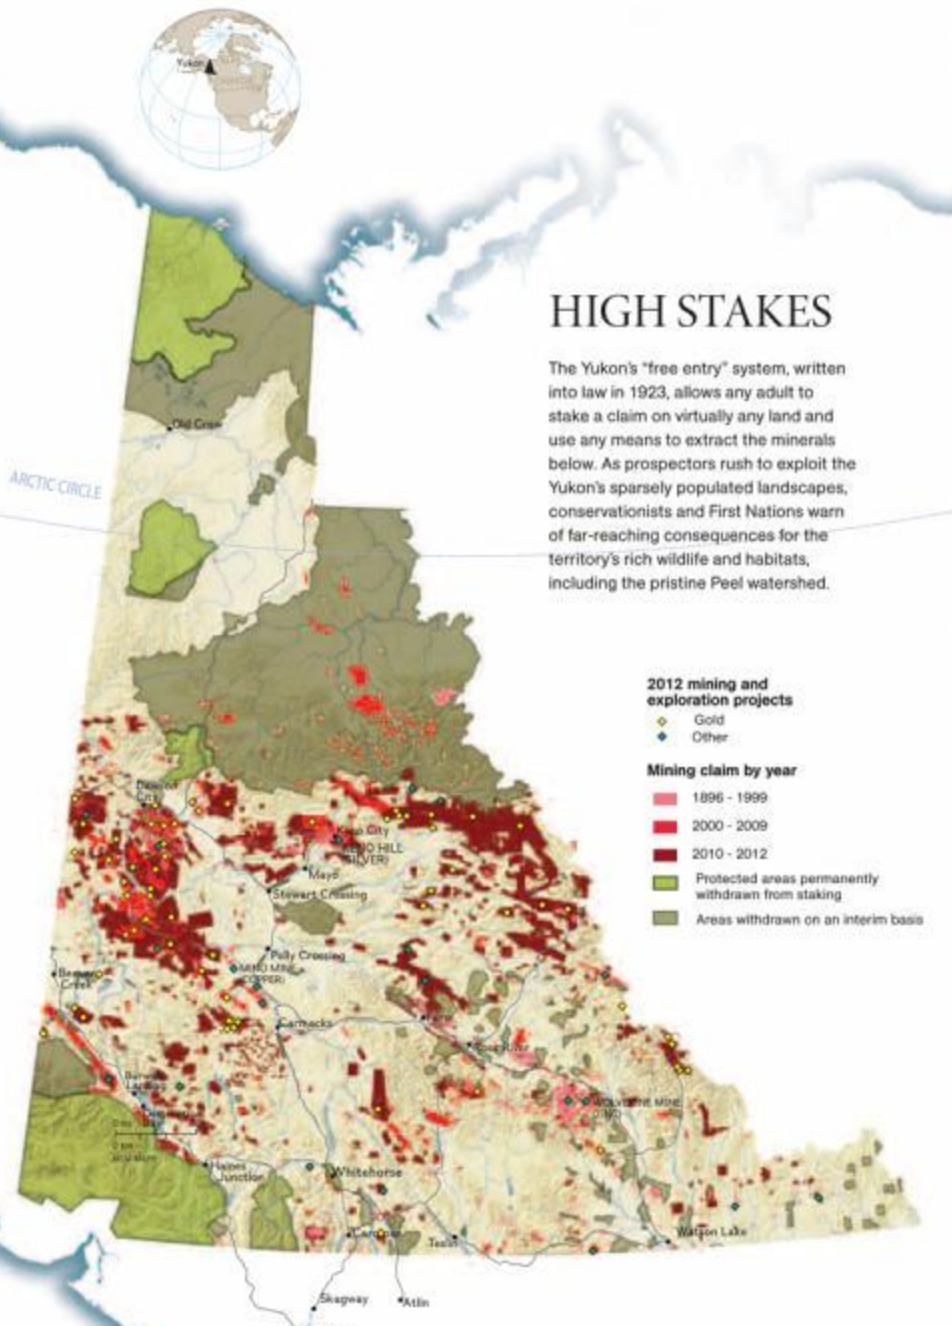 Yukon
HIGH STAKES
The Yukon's "free entry" system, written
into law in 1923, allows any adult to
stake a claim on virtually any land and
use any means to extract the minerals
below. As prospectors rush to exploit the
Yukon's sparsely populated landscapes,
conservationists and First Nations warn
of far-reaching consequences for the
territory's rich wildlife and habitats,
including the pristine Peel watershed.
Old Crow
ARCTIC CIRCLE
2012 mining and
exploration projects
Gold
Other
Mining claim by year
1896 - 1999
2000 - 2009
2010 - 2012
Protected areas permanently
withdrawn from staking
Areas withdrawn on an interim basis
Dawson
City
Keno City
KENO HILL
(SILVER)
Mayo
Stewart Crossing
Pelly Crossing
MINTO MINE
(COPPER)
Beaver
Creek
Carmacks
Faro
Ross River
WOLVERINE MINE
(ZINC)
Burwash
Landing
Haines
Junction
Whitehorse
Carcross
Teslin
Watson Lake
Skagway
Atlin